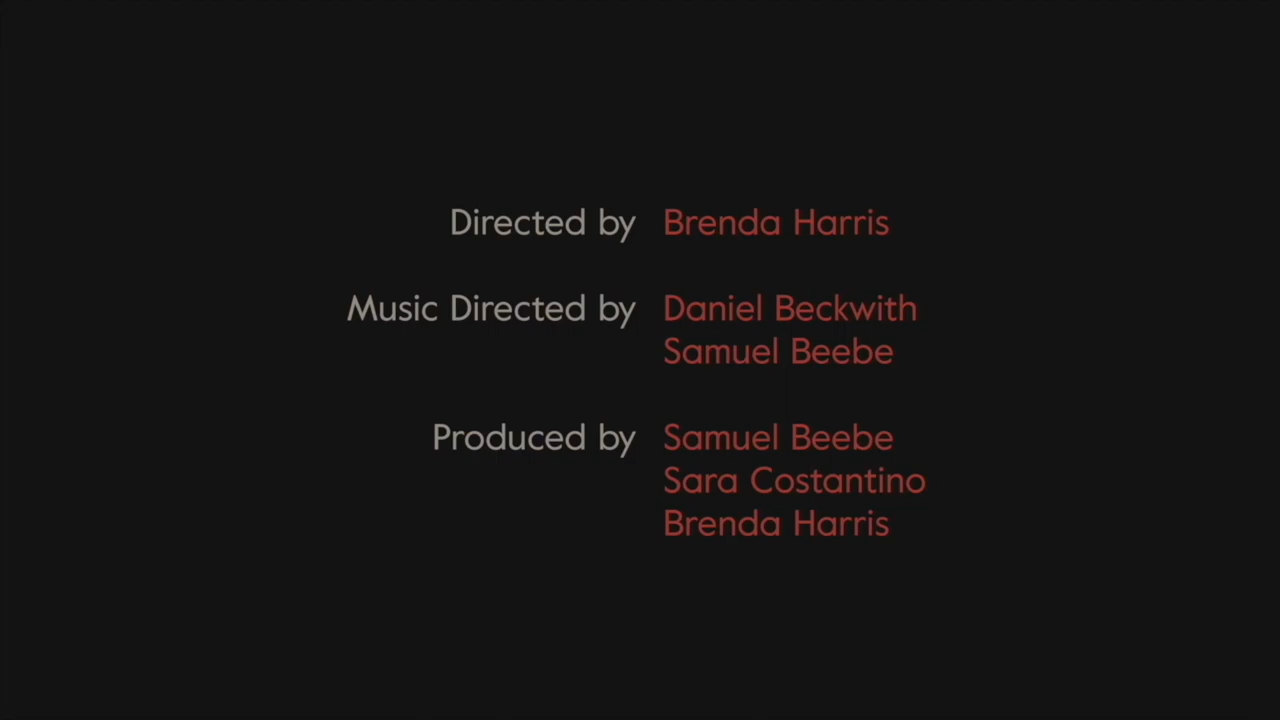 Directed by Brenda Harris
Music Directed by Daniel Beckwith
Samuel Beebe
Produced by Samuel Beebe
Sara Costantino
Brenda Harris